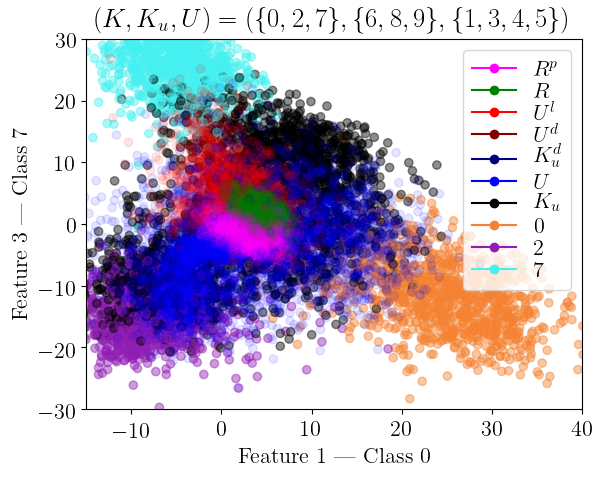 (K, K_u, U) = ({0, 2, 7}, {6, 8, 9}, {1, 3, 4, 5})
30
20
10
0
−10
−20
−30
Feature 3 — Class 7
R^p
R
U^l
U^d
K_u^d
U
K_u
0
2
7
−10
0
10
20
30
40
Feature 1 — Class 0